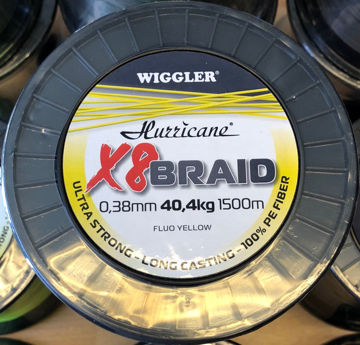 WIGGLER®
Hurricane®
X8BRAID
0,38mm 40,4kg 1500m
FLUO YELLOW
ULTRA STRONG - LONG CASTING - 100% PE FIBER